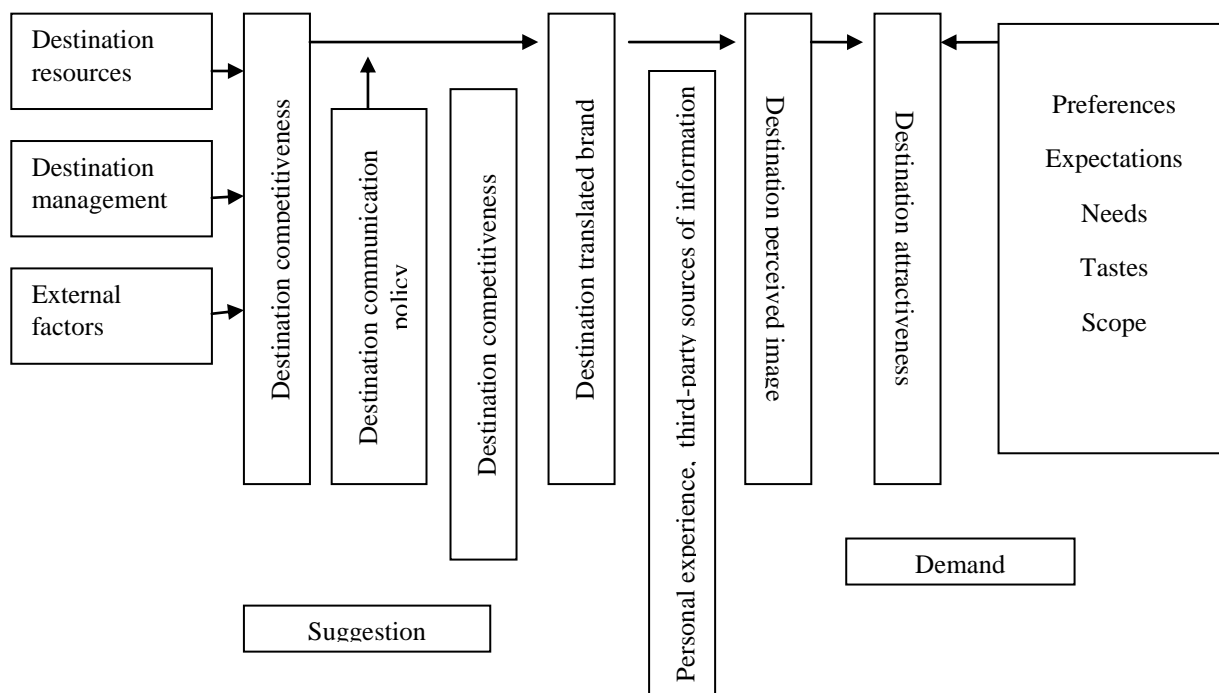 Destination
resources
Destination
management
External
factors
Destination competitiveness
Destination communication
policy
Destination competitiveness
Destination translated brand
Personal experience, third-party sources of information
Destination perceived image
Destination attractiveness
Preferences
Expectations
Needs
Tastes
Scope
Suggestion
Demand